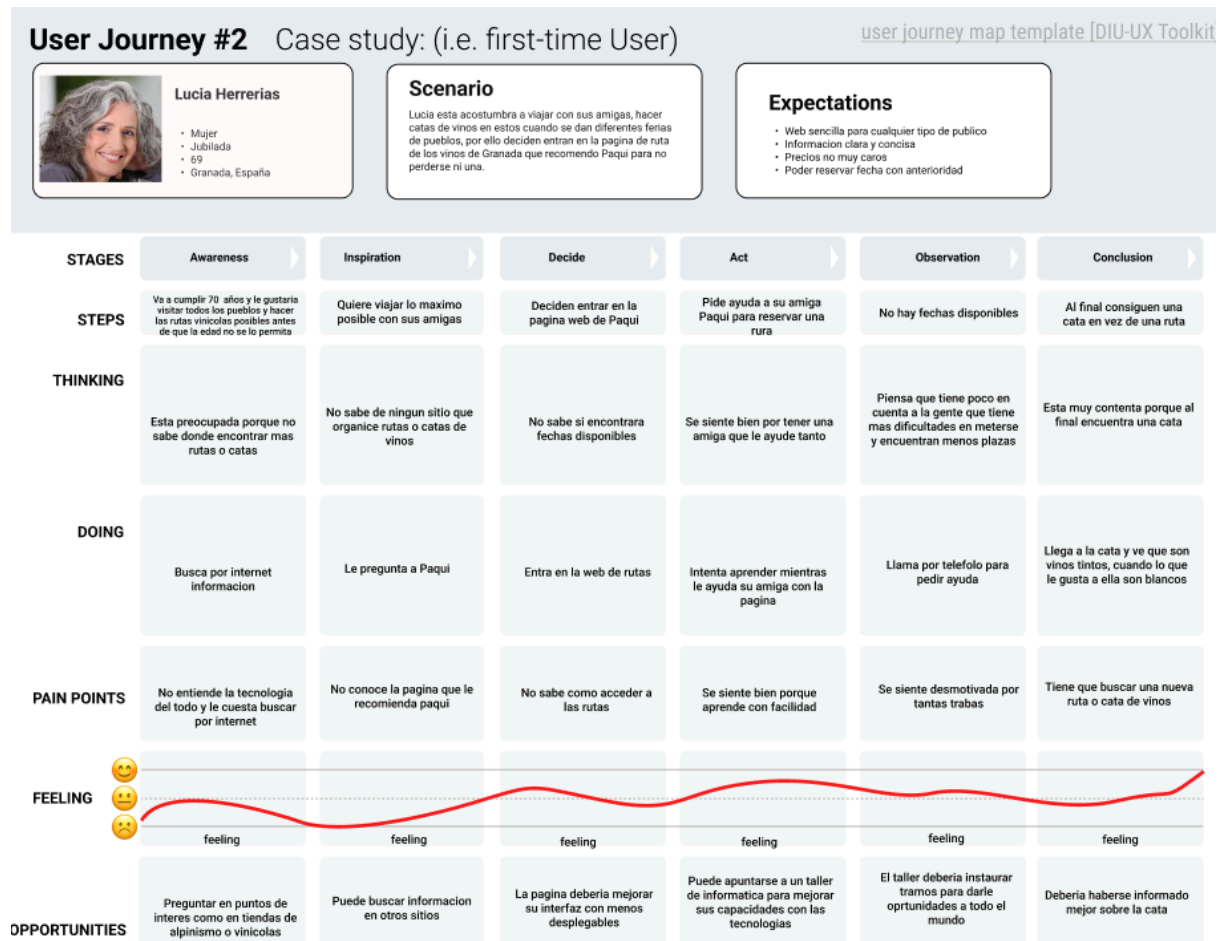 User Journey #2 Case study: (i.e. first-time User)
user journey map template [DIU-UX Toolkit]
Lucia Herrerias
• Mujer
• Jubilada
• 69
• Granada, España
Scenario
Lucia esta acostumbra a viajar con sus amigas, hacer
catas de vinos en estos cuando se dan diferentes ferias
de pueblos, por ello deciden entran en la pagina de ruta
de los vinos de Granada que recomendo Paqui para no
perderse ni una.
Expectations
• Web sencilla para cualquier tipo de publico
• Informacion clara y concisa
• Precios no muy caros
• Poder reservar fecha con anterioridad
STAGES
Awareness
Inspiration
Decide
Act
Observation
Conclusion
STEPS
Va a cumplir 70 años y le gustaria
visitar todos los pueblos y hacer
las rutas vinicolas posibles antes
de que la edad no se lo permita
Quiere viajar lo maximo
posible con sus amigas
Deciden entrar en la
pagina web de Paqui
Pide ayuda a su amiga
Paqui para reservar una
rura
No hay fechas disponibles
Al final consiguen una
cata en vez de una ruta
THINKING
Esta preocupada porque no
sabe donde encontrar mas
rutas o catas
No sabe de ningun sitio que
organice rutas o catas de
vinos
No sabe si encontrara
fechas disponibles
Se siente bien por tener una
amiga que le ayude tanto
Piensa que tiene poco en
cuenta a la gente que tiene
mas dificultades en meterse
y encuentran menos plazas
Esta muy contenta porque al
final encuentra una cata
DOING
Busca por internet
informacion
Le pregunta a Paqui
Entra en la web de rutas
Intenta aprender mientras
le ayuda su amiga con la
pagina
Llama por telefolo para
pedir ayuda
Llega a la cata y ve que son
vinos tintos, cuando lo que
le gusta a ella son blancos
PAIN POINTS
No entiende la tecnologia
del todo y le cuesta buscar
por internet
No conoce la pagina que le
recomienda paqui
No sabe como acceder a
las rutas
Se siente bien porque
aprende con facilidad
Se siente desmotivada por
tantas trabas
Tiene que buscar una nueva
ruta o cata de vinos
FEELING
feeling
feeling
feeling
feeling
feeling
feeling
OPPORTUNITIES
Preguntar en puntos de
interes como en tiendas de
alpinismo o vinicolas
Puede buscar informacion
en otros sitios
La pagina deberia mejorar
su interfaz con menos
desplegables
Puede apuntarse a un taller
de informatica para mejorar
sus capacidades con las
tecnologias
El taller deberia instaurar
tramos para darle
oprtunidades a todo el
mundo
Deberia haberse informado
mejor sobre la cata